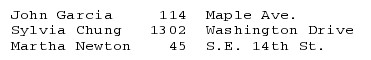 John Garcia 114 Maple Ave.
Sylvia Chung 1302 Washington Drive
Martha Newton 45 S.E. 14th St.